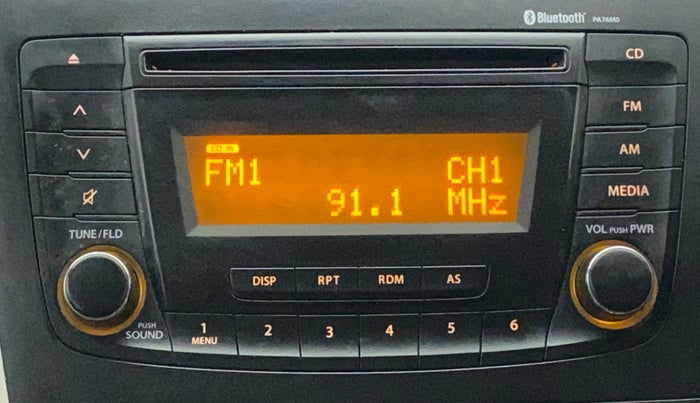 Bluetooth PA76M0
CD
FM
AM
MEDIA
CD-IN
FM1 CH1
91.1 MHz
TUNE/FLD
VOL PUSH PWR
DISP RPT RDM AS
PUSH
SOUND
1 2 3 4 5 6
MENU